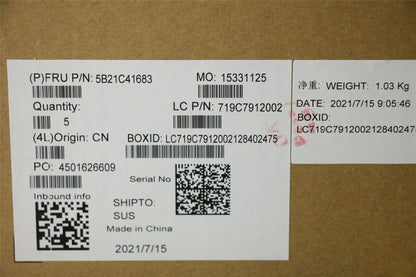 (P)FRU P/N: 5B21C41683
MO: 15331125
Quantity:
5
LC P/N: 719C7912002
(4L)Origin: CN
BOXID: LC719C7912002128402475
PO: 4501626609
Serial No
Inbound info
SHIPTO:
SUS
Made in China
2021/7/15
净重: WEIGHT: 1.03 Kg
DATE: 2021/7/15 9:05:46
BOXID:
LC719C791200212840247